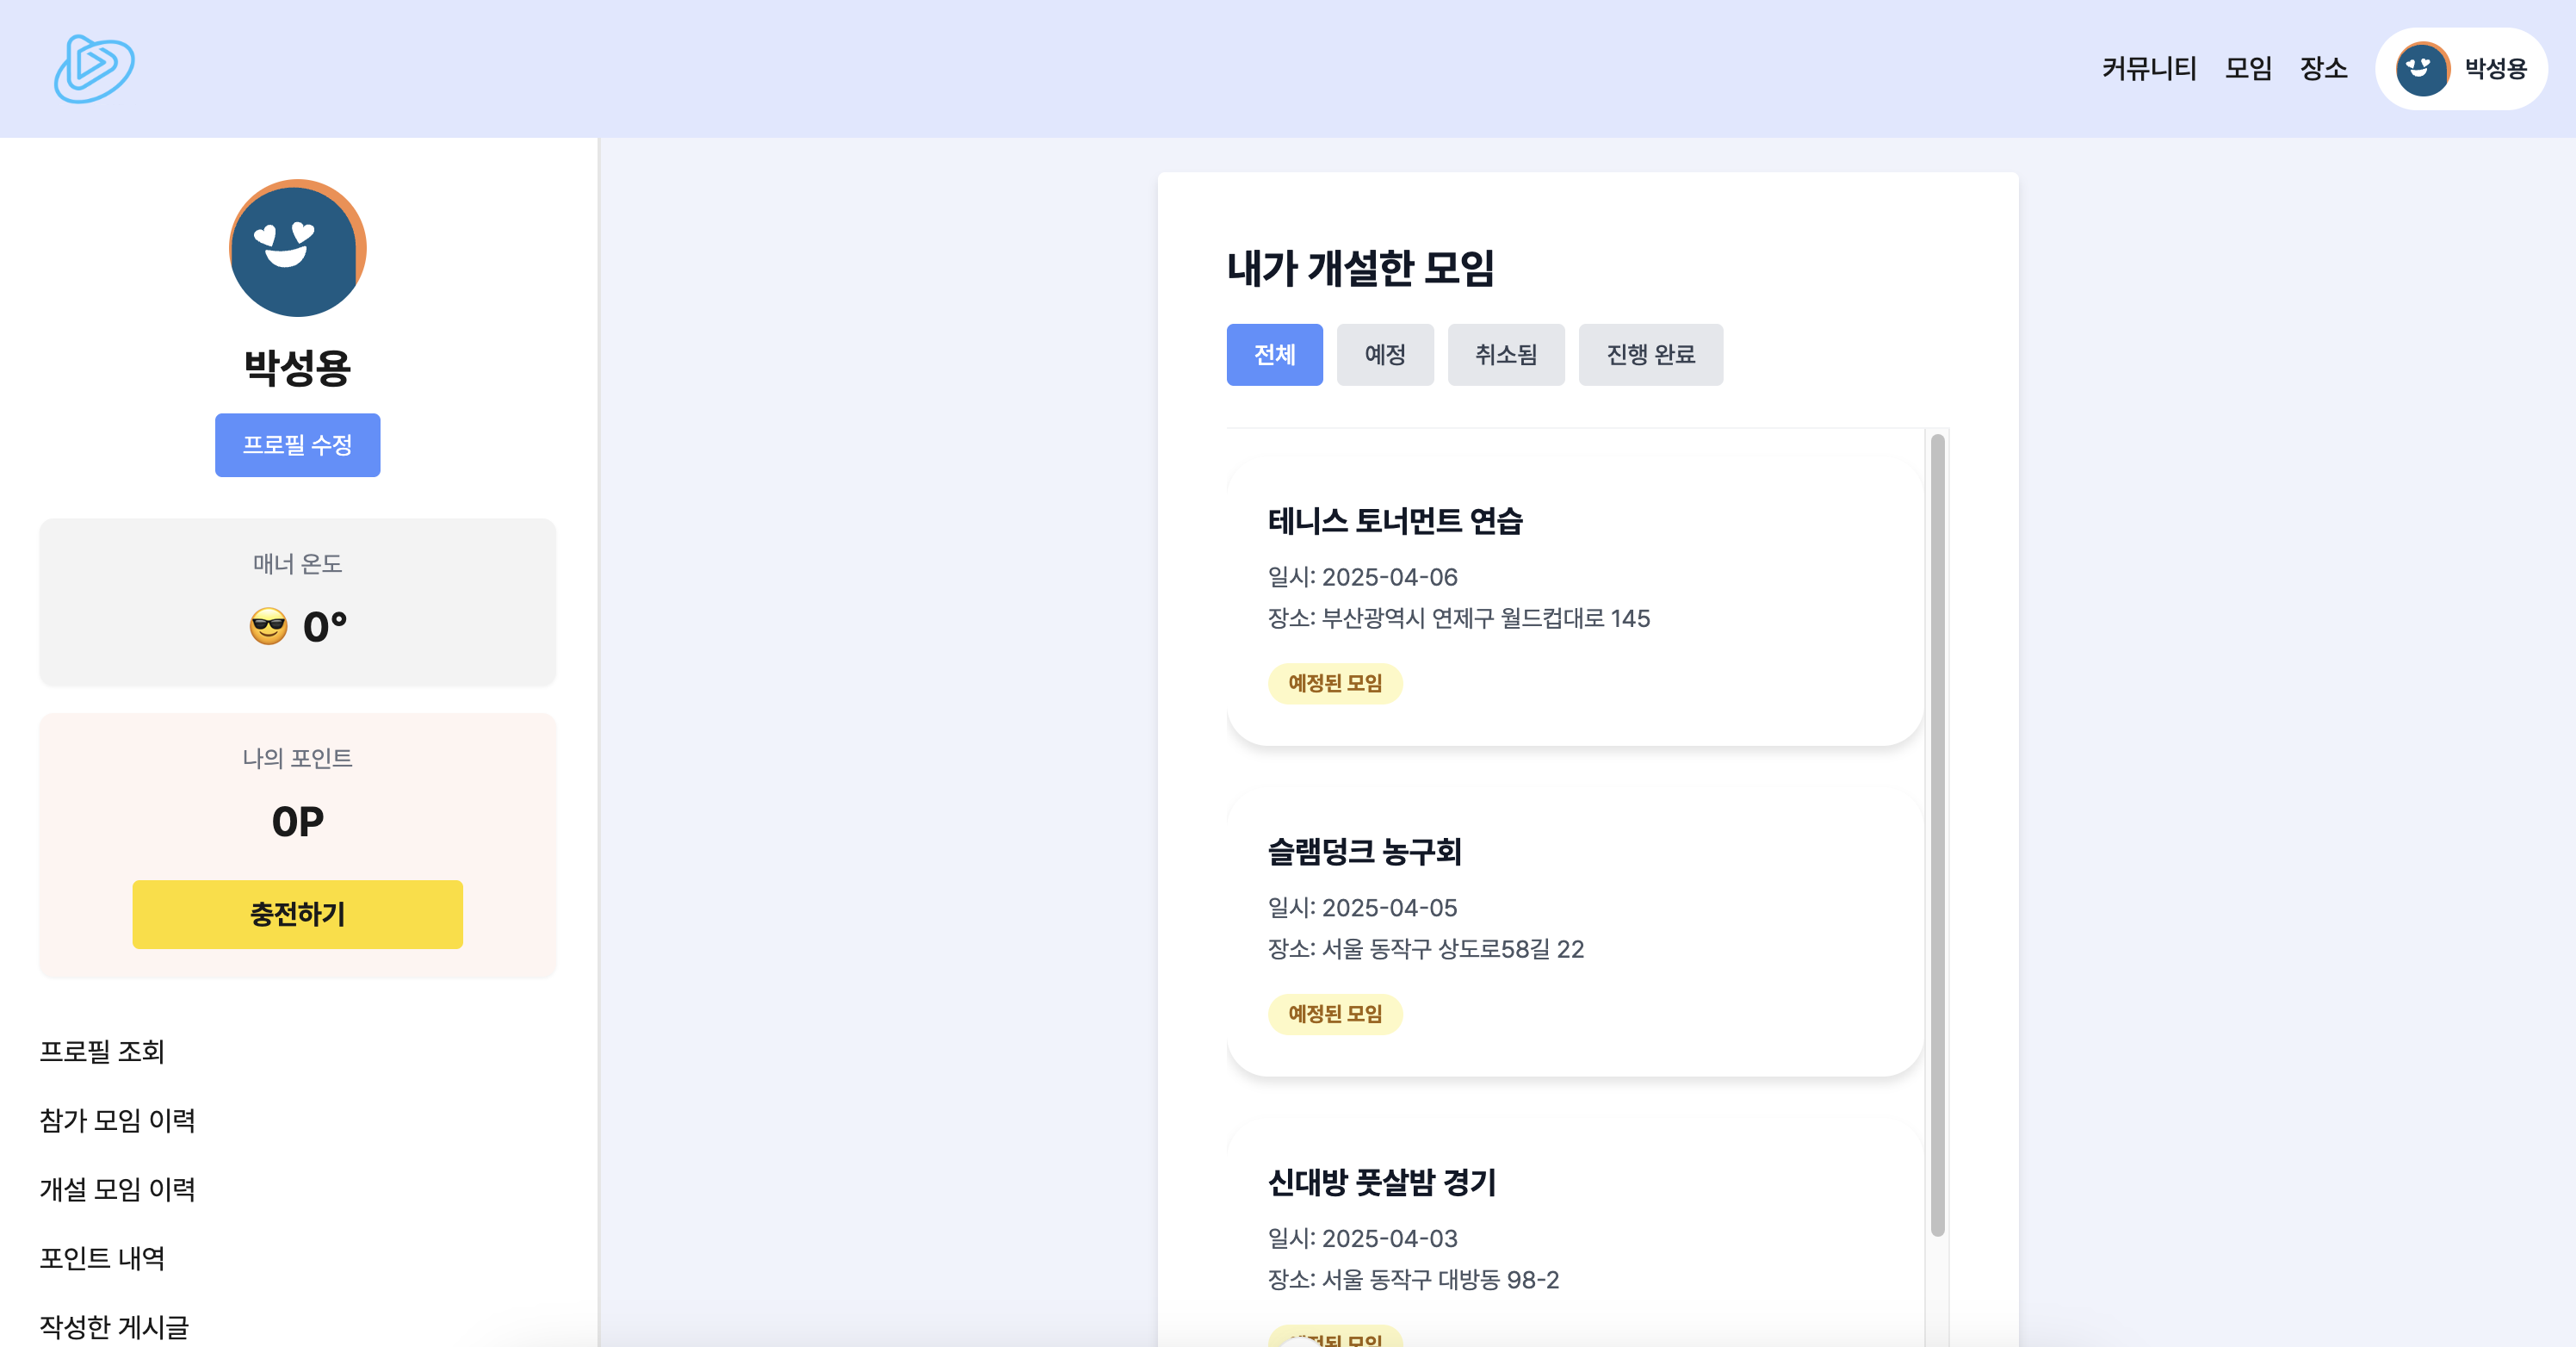 커뮤니티 모임 장소 박성용
박성용
프로필 수정
매너 온도
0°
나의 포인트
0P
충전하기
프로필 조회
참가 모임 이력
개설 모임 이력
포인트 내역
작성한 게시글
내가 개설한 모임
전체 예정 취소됨 진행 완료
테니스 토너먼트 연습
일시: 2025-04-06
장소: 부산광역시 연제구 월드컵대로 145
예정된 모임
슬램덩크 농구회
일시: 2025-04-05
장소: 서울 동작구 상도로58길 22
예정된 모임
신대방 풋살밤 경기
일시: 2025-04-03
장소: 서울 동작구 대방동 98-2